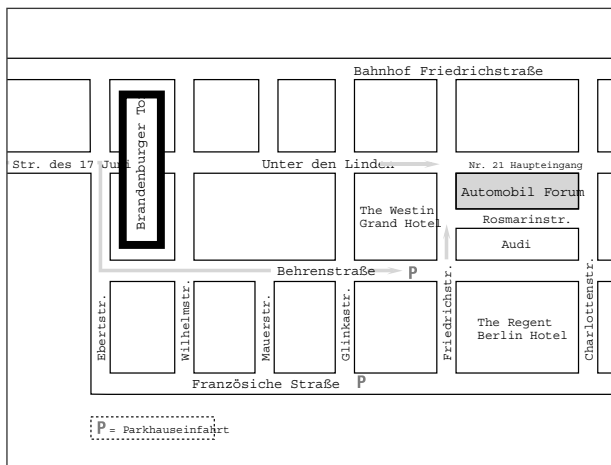 Bahnhof Friedrichstraße
Brandenburger To
Str. des 17 Juni
Unter den Linden
Nr. 21 Haupteingang
Automobil Forum
The Westin
Grand Hotel
Rosmarinstr.
Audi
Behrenstraße
P
Ebertstr.
Wilhelmstr.
Mauerstr.
Glinkastr.
Friedrichstr.
Charlottenstr.
The Regent
Berlin Hotel
Französiche Straße
P
P = Parkhauseinfahrt